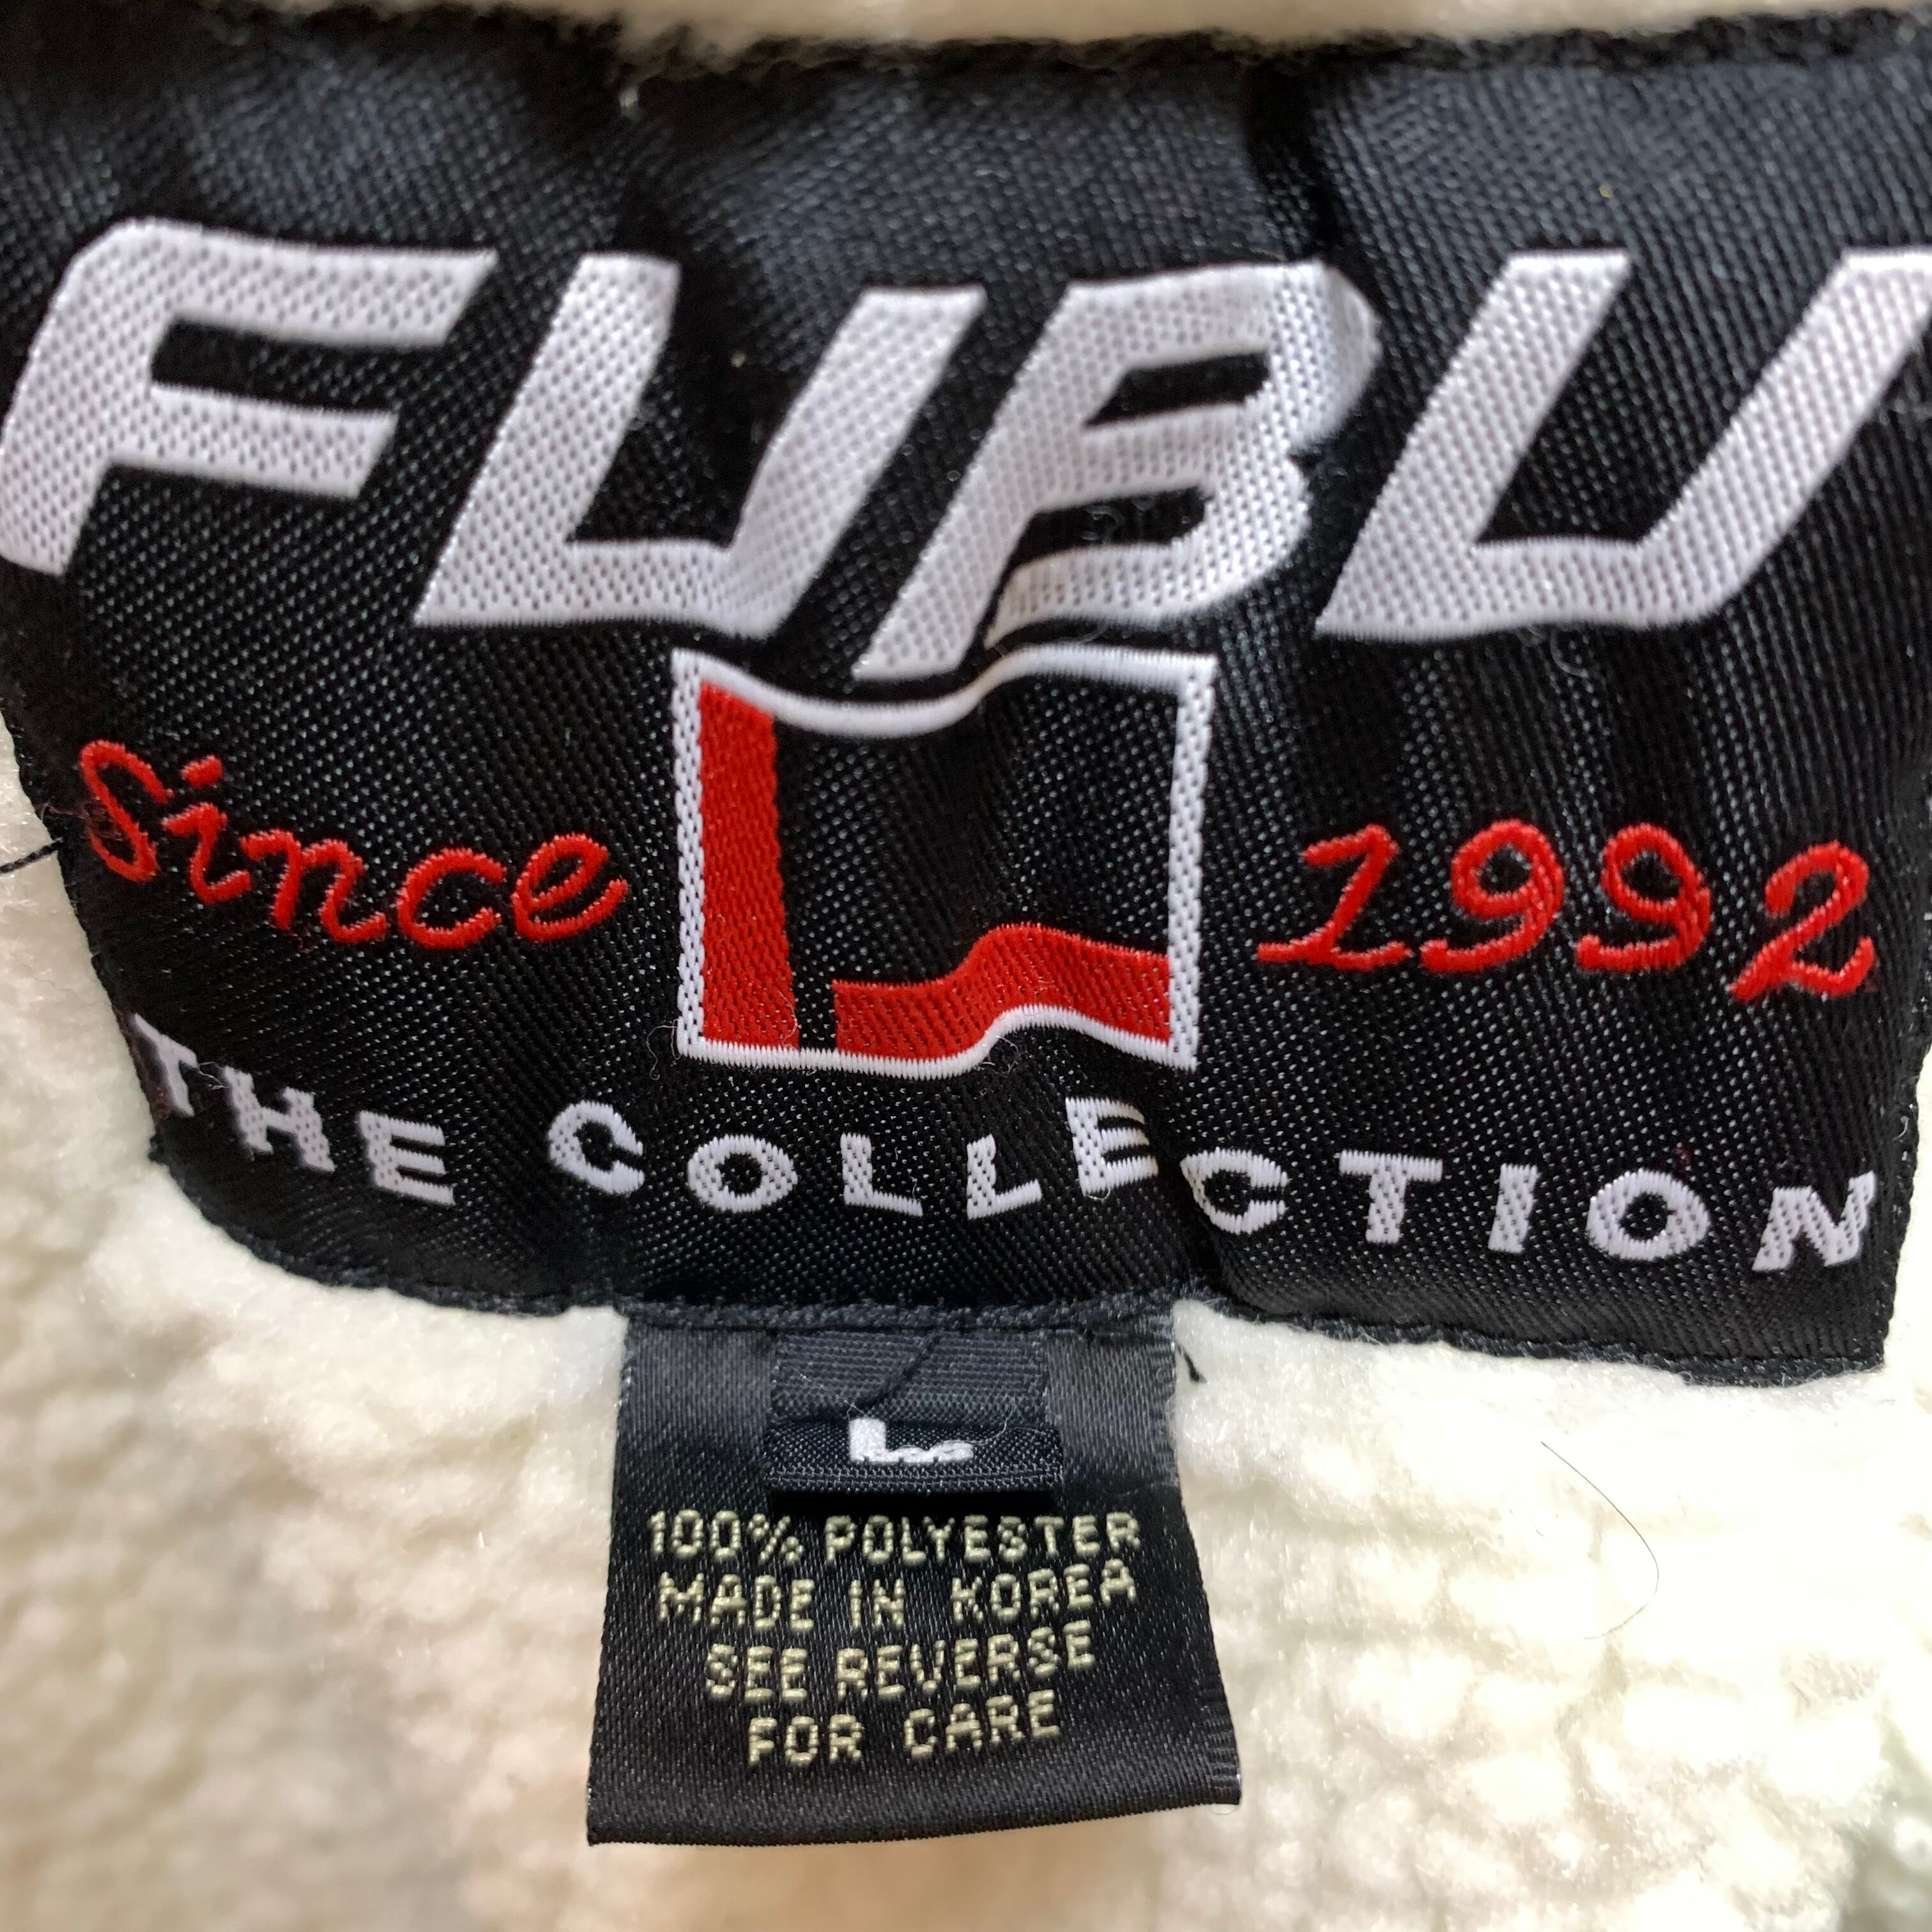 FUBU
Since 1992
THE COLLECTION
L
100% POLYESTER
MADE IN KOREA
SEE REVERSE
FOR CARE